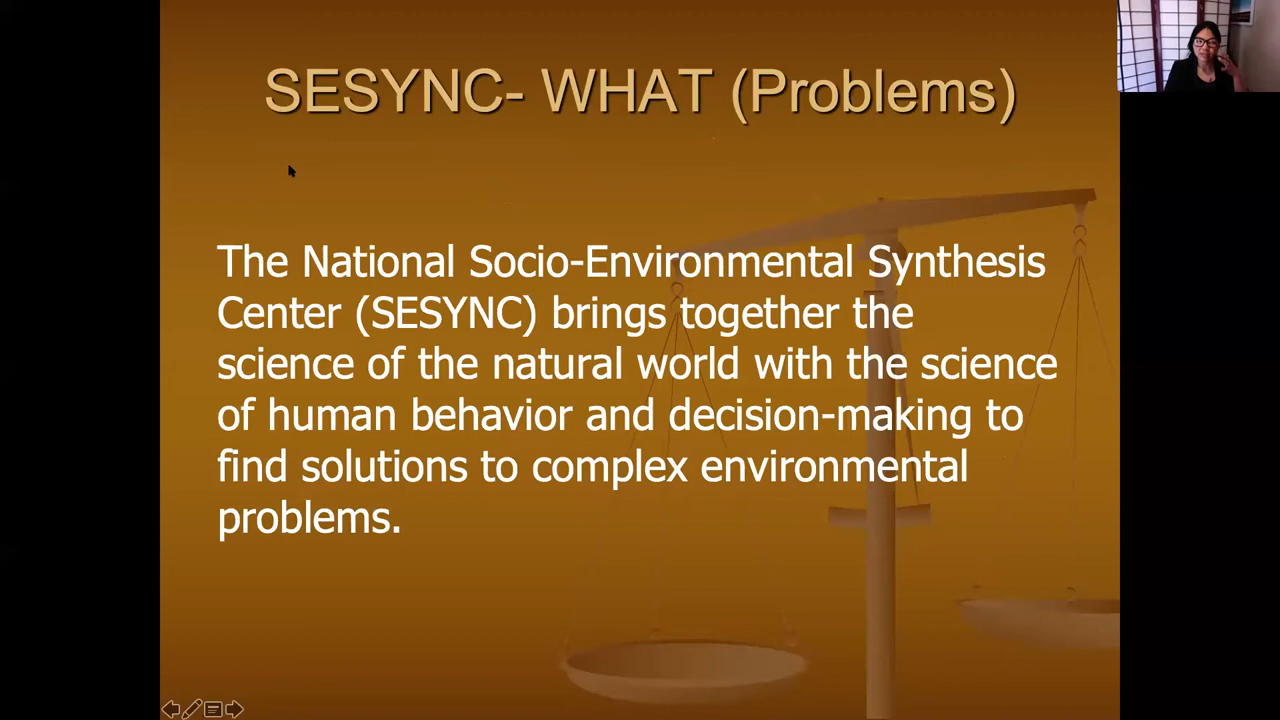 SESYNC- WHAT (Problems)
The National Socio-Environmental Synthesis
Center (SESYNC) brings together the
science of the natural world with the science
of human behavior and decision-making to
find solutions to complex environmental
problems.